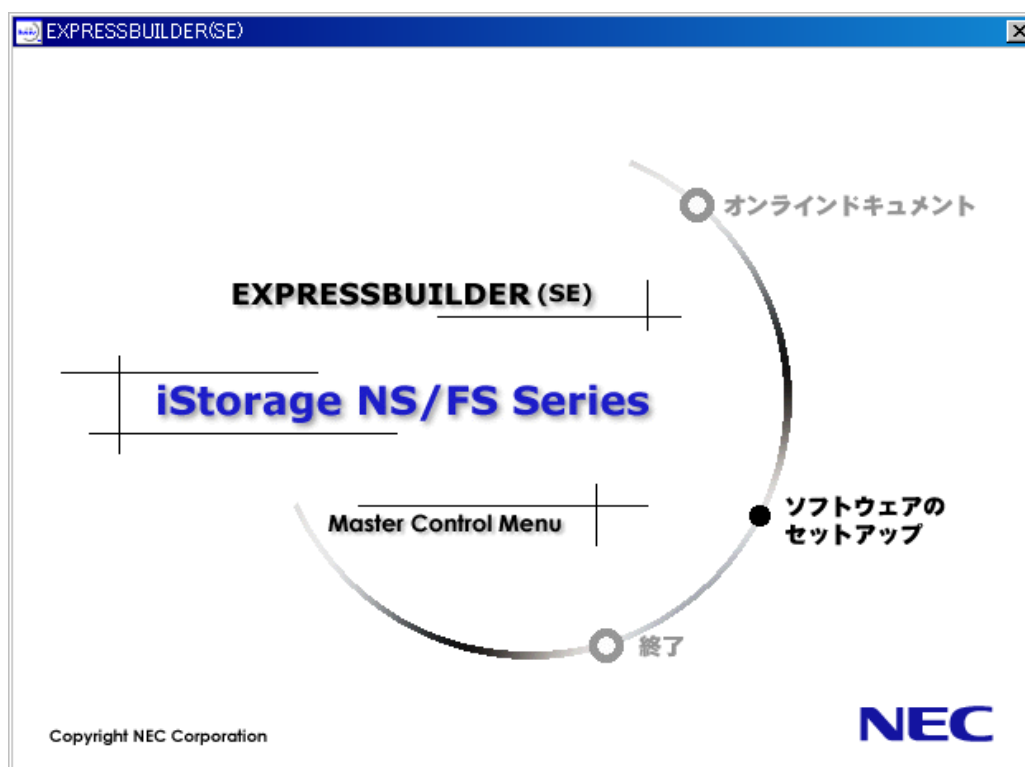 EXPRESSBUILDER(SE)
オンラインドキュメント
EXPRESSBUILDER (SE)
iStorage NS/FS Series
ソフトウェアの
セットアップ
Master Control Menu
終了
Copyright NEC Corporation
NEC